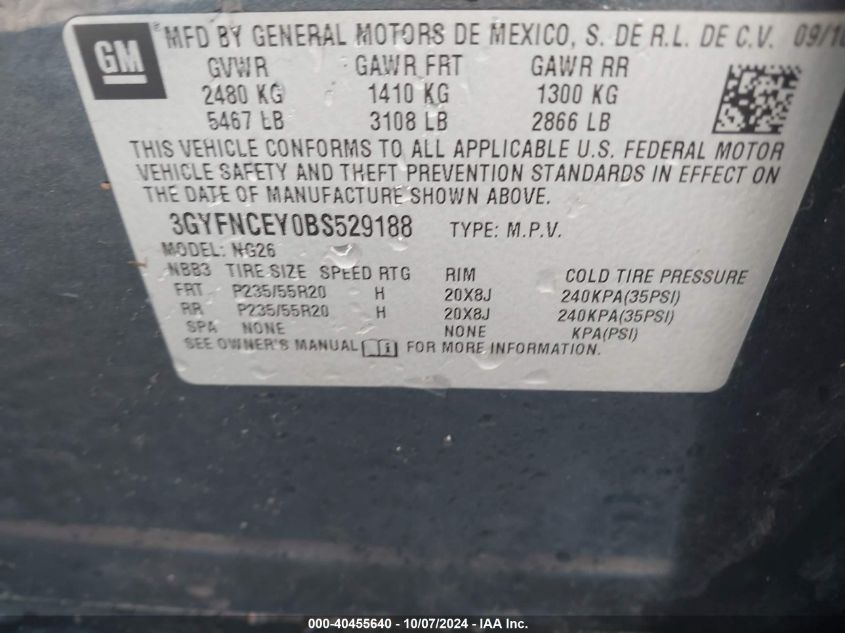 GM
® MFD BY GENERAL MOTORS DE MEXICO, S. DE R.L. DE C.V. 09/10
GVWR GAWR FRT GAWR RR
2480 KG 1410 KG 1300 KG
5467 LB 3108 LB 2866 LB
THIS VEHICLE CONFORMS TO ALL APPLICABLE U.S. FEDERAL MOTOR
VEHICLE SAFETY AND THEFT PREVENTION STANDARDS IN EFFECT ON
THE DATE OF MANUFACTURE SHOWN ABOVE.
3GYFNCEY0BS529188 TYPE: M.P.V.
MODEL: NG26
NBB3 TIRE SIZE SPEED RTG RIM COLD TIRE PRESSURE
FRT P235/55R20 H 20X8J 240KPA(35PSI)
RR P235/55R20 H 20X8J 240KPA(35PSI)
SPA NONE NONE KPA(PSI)
SEE OWNER'S MANUAL FOR MORE INFORMATION.
000-40455640 - 10/07/2024 - IAA Inc.